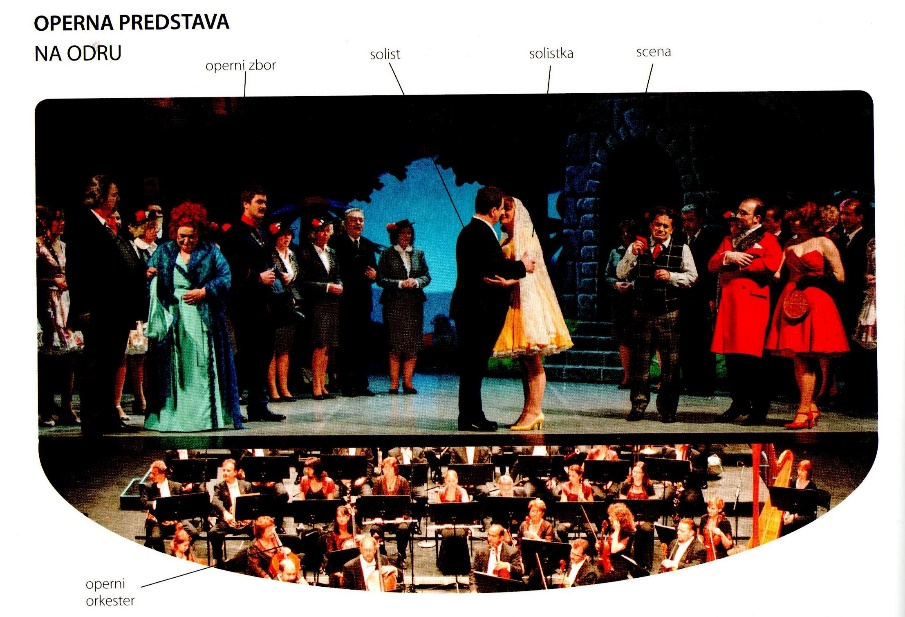 OPERNA PREDSTAVA
NA ODRU
operni zbor
solist
solistka
scena
operni
orkester